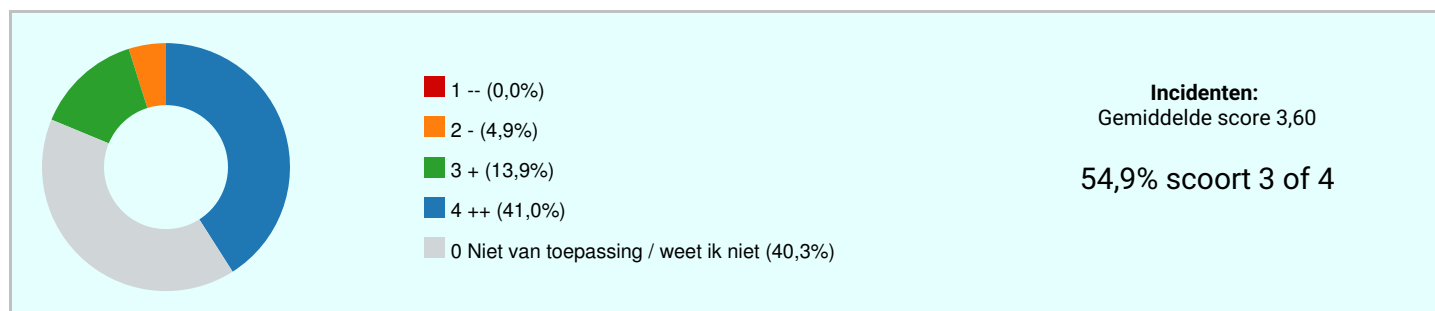 1 -- (0,0%)
2 - (4,9%)
3 + (13,9%)
4 ++ (41,0%)
0 Niet van toepassing / weet ik niet (40,3%)
Incidenten:
Gemiddelde score 3,60
54,9% scoort 3 of 4